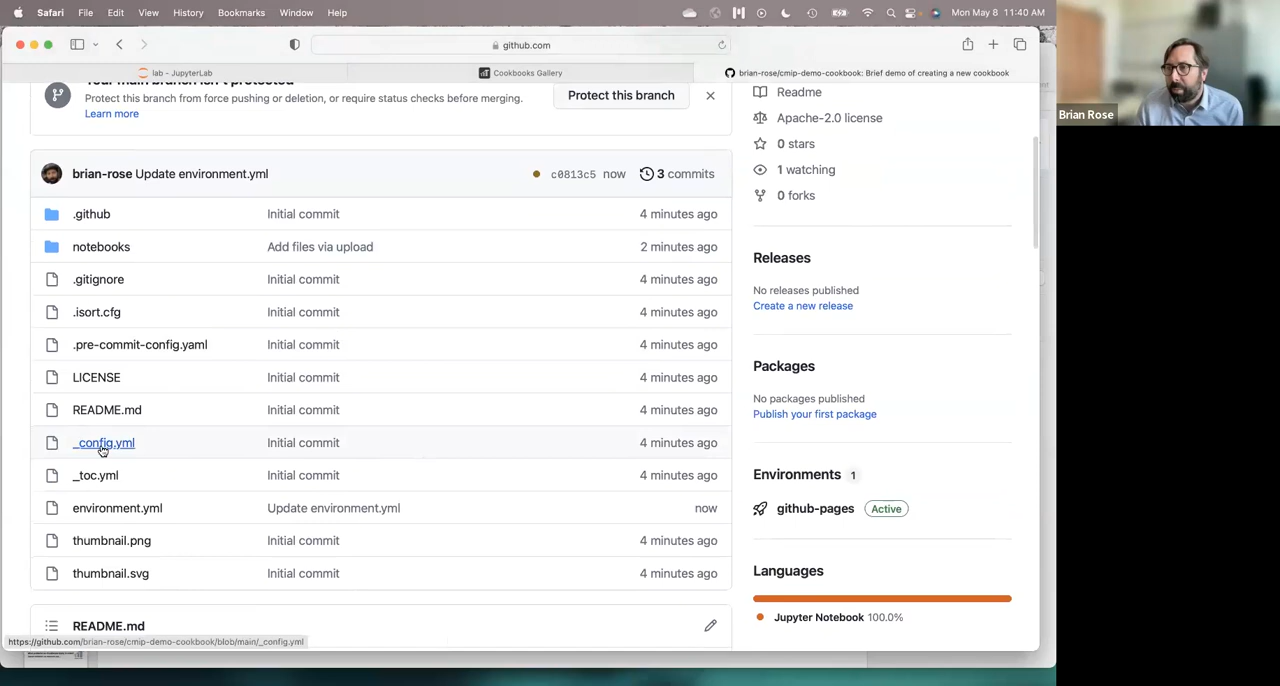 Safari File Edit View History Bookmarks Window Help Mon May 8 11:40 AM
github.com
lab - JupyterLab Cookbooks Gallery brian-rose/cmip-demo-cookbook: Brief demo of creating a new cookbook
Your main branch isn't protected
Protect this branch from force pushing or deletion, or require status checks before merging.
Learn more
Protect this branch
brian-rose Update environment.yml c0813c5 now 3 commits
.github Initial commit 4 minutes ago
notebooks Add files via upload 2 minutes ago
.gitignore Initial commit 4 minutes ago
.isort.cfg Initial commit 4 minutes ago
.pre-commit-config.yaml Initial commit 4 minutes ago
LICENSE Initial commit 4 minutes ago
README.md Initial commit 4 minutes ago
_config.yml Initial commit 4 minutes ago
_toc.yml Initial commit 4 minutes ago
environment.yml Update environment.yml now
thumbnail.png Initial commit 4 minutes ago
thumbnail.svg Initial commit 4 minutes ago
README.md
https://github.com/brian-rose/cmip-demo-cookbook/blob/main/_config.yml
Readme
Apache-2.0 license
0 stars
1 watching
0 forks
Releases
No releases published
Create a new release
Packages
No packages published
Publish your first package
Environments 1
github-pages Active
Languages
Jupyter Notebook 100.0%
Brian Rose